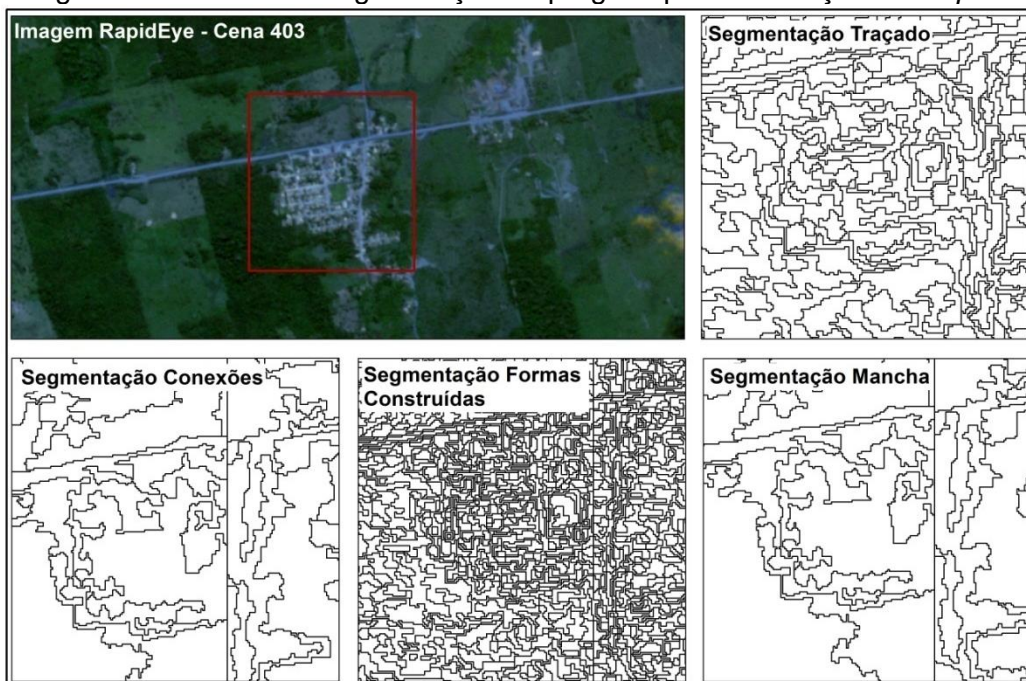 Imagem RapidEye - Cena 403
Segmentação Traçado
Segmentação Conexões
Segmentação Formas
Construídas
Segmentação Mancha